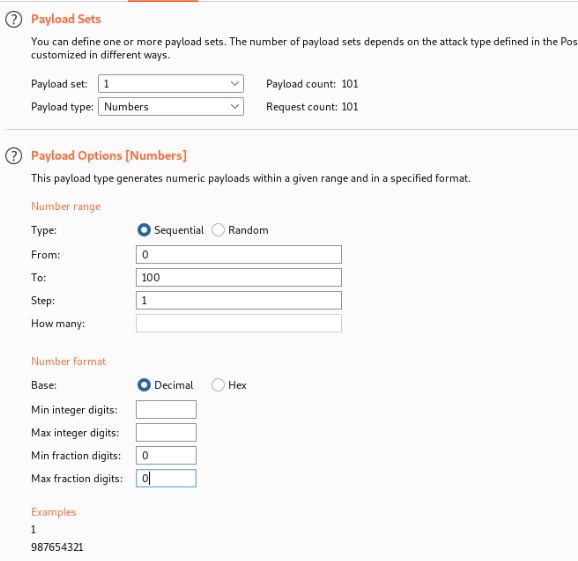 Payload Sets
You can define one or more payload sets. The number of payload sets depends on the attack type defined in the Pos
customized in different ways.
Payload set: 1 Payload count: 101
Payload type: Numbers Request count: 101
Payload Options [Numbers]
This payload type generates numeric payloads within a given range and in a specified format.
Number range
Type: Sequential Random
From: 0
To: 100
Step: 1
How many:
Number format
Base: Decimal Hex
Min integer digits:
Max integer digits:
Min fraction digits: 0
Max fraction digits: 0
Examples
1
987654321